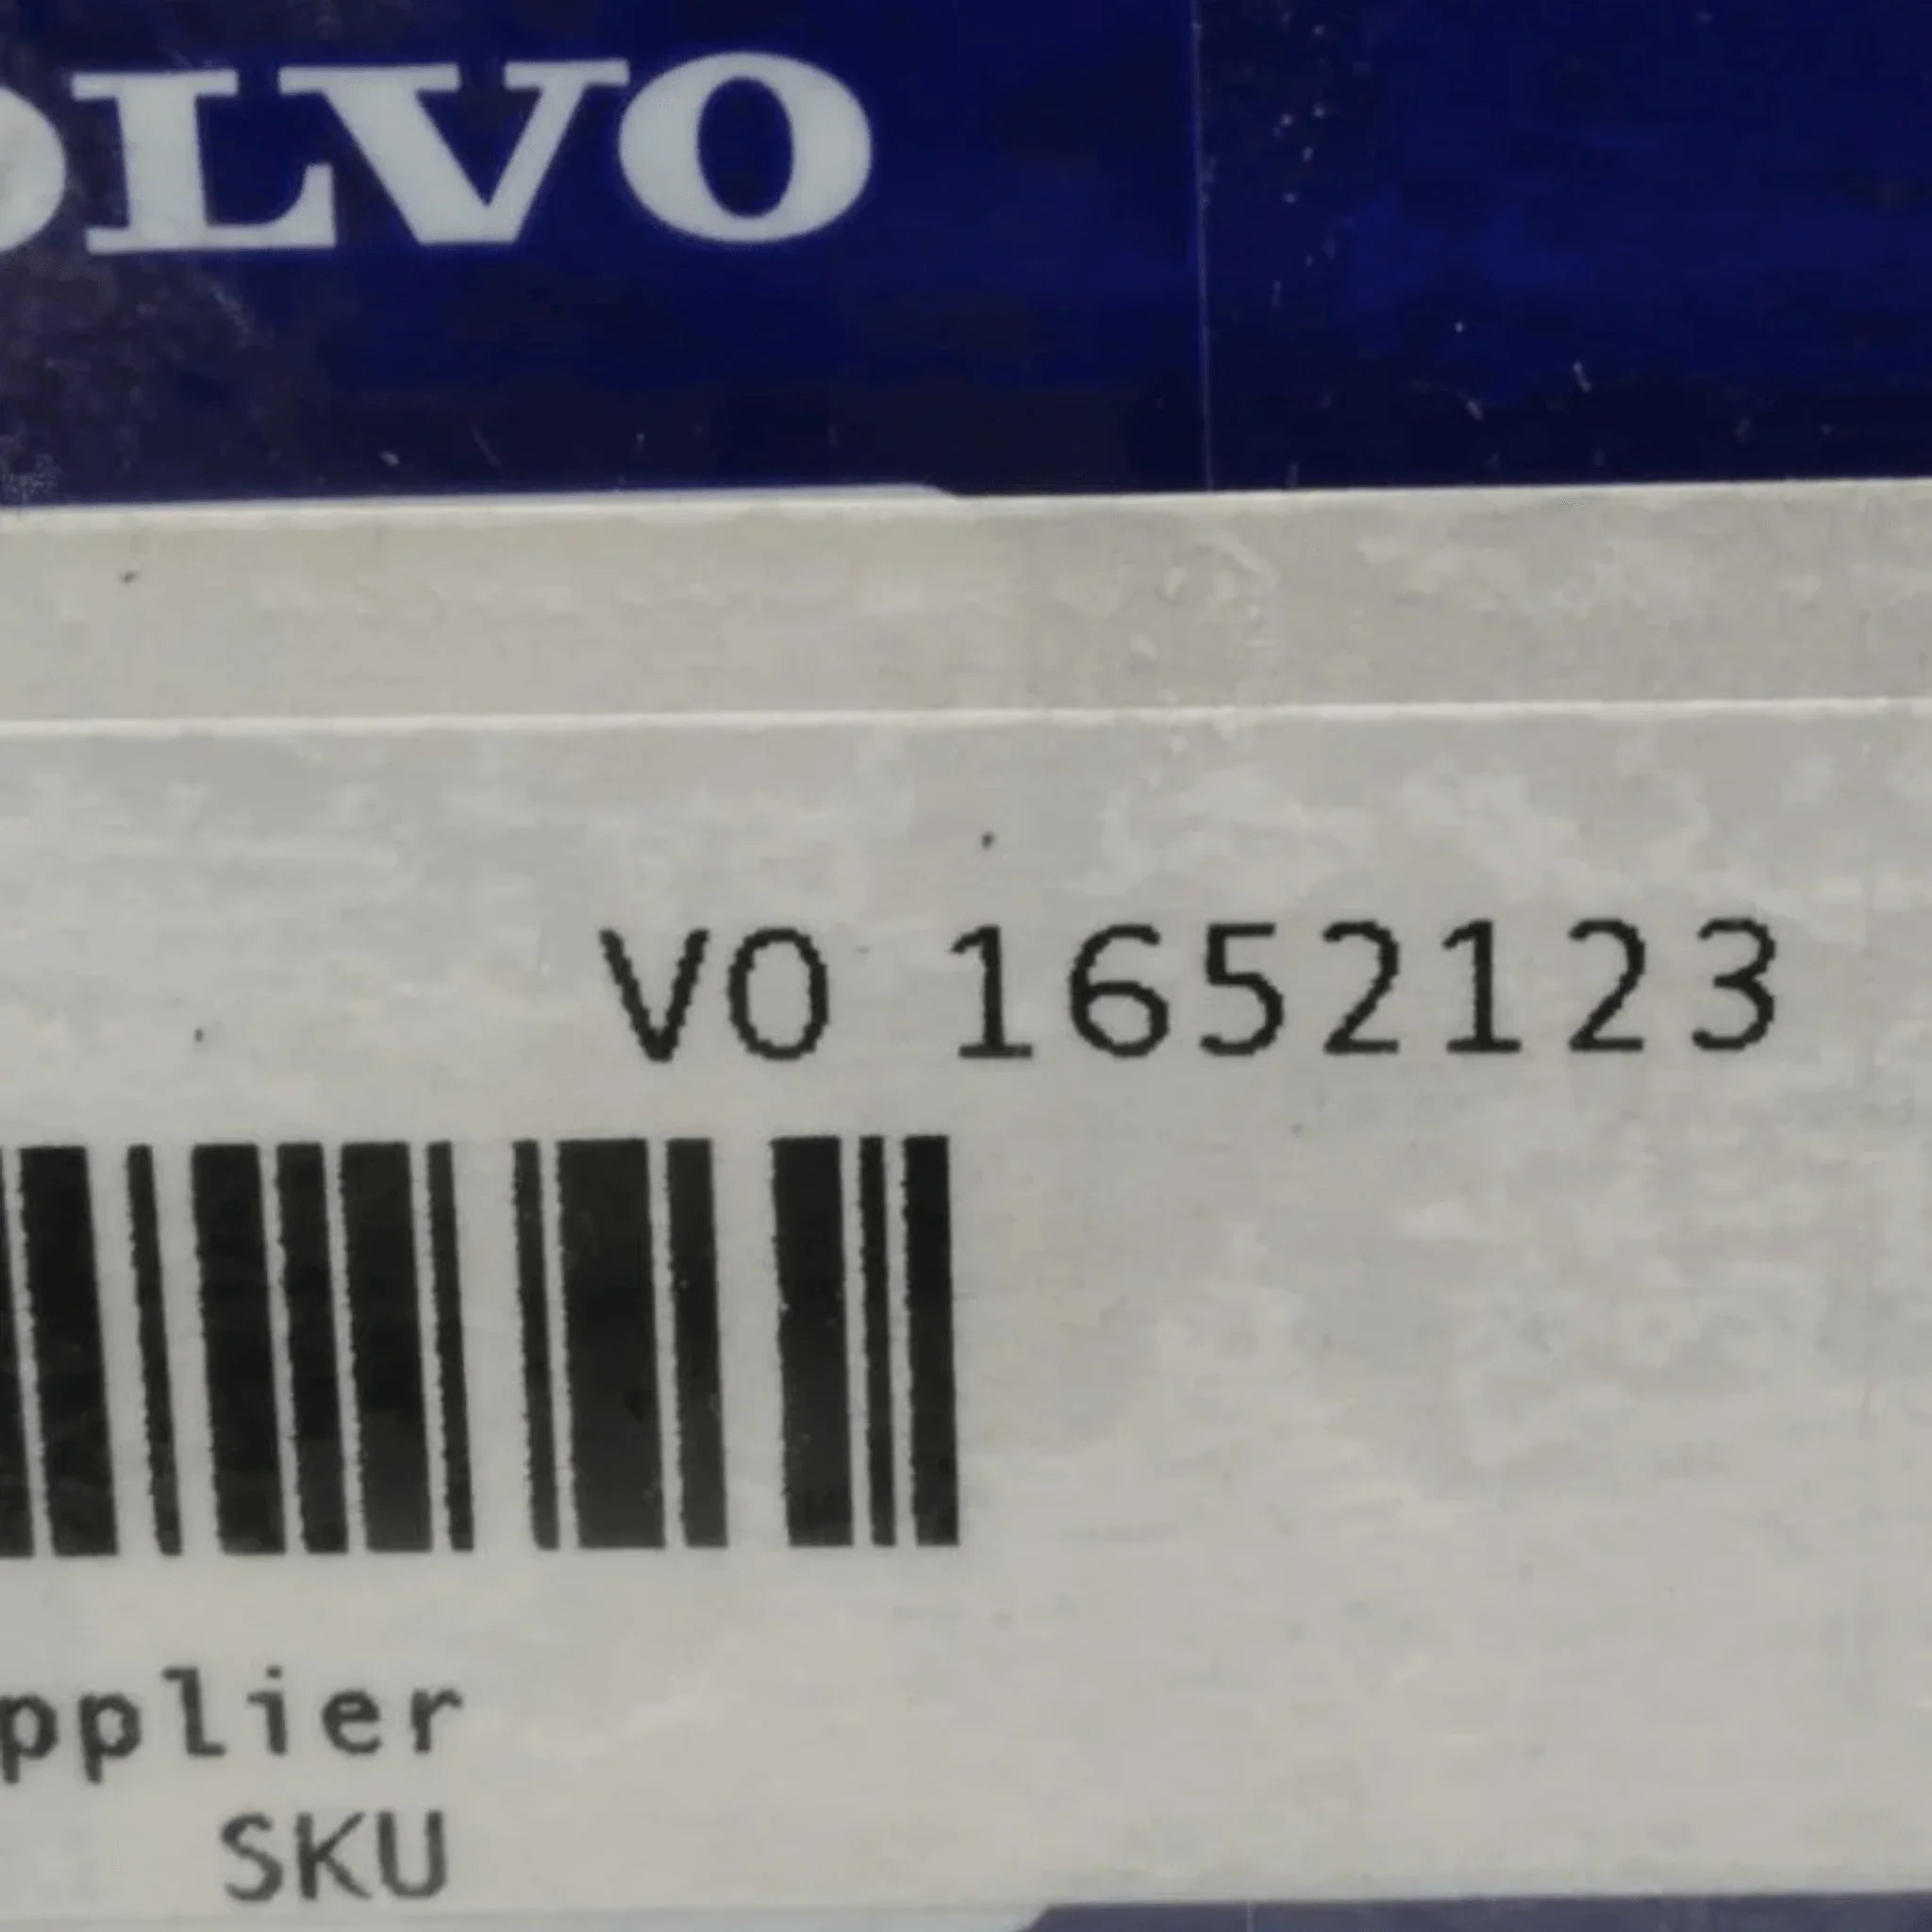 OLVO
VO 1652123
pplier
SKU